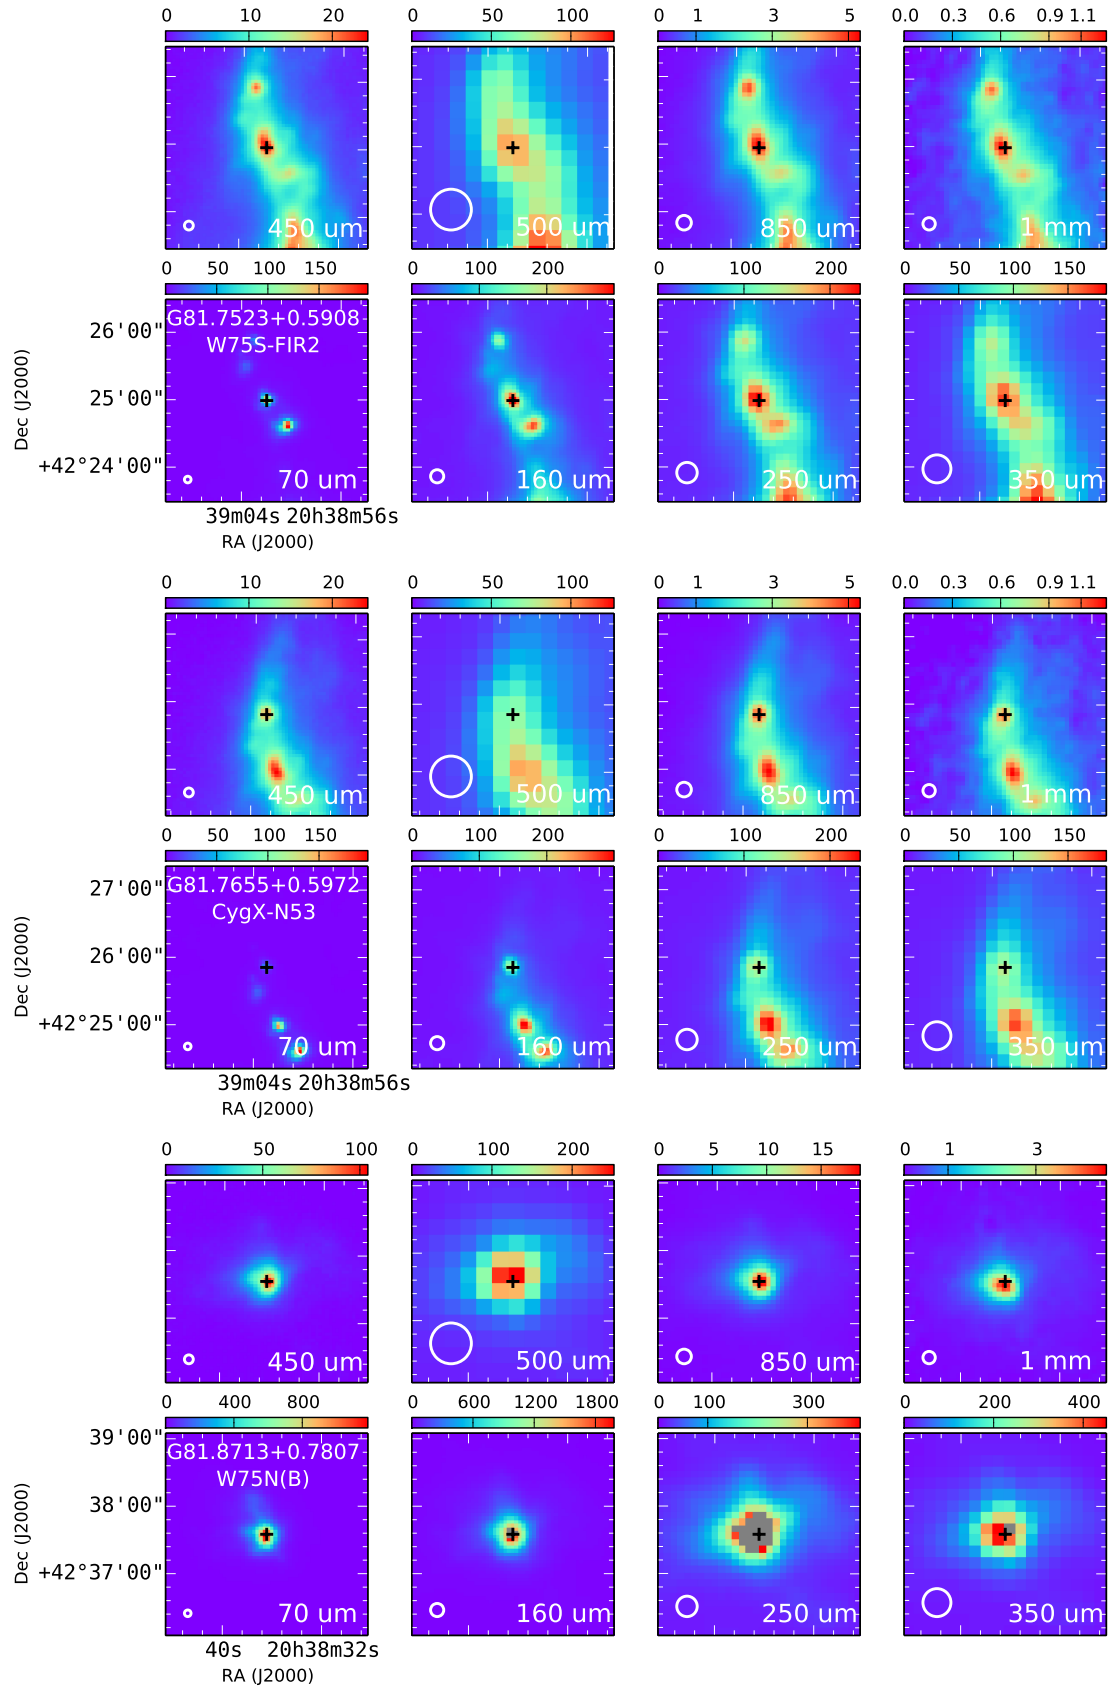 0 10 20
0 50 100
0 1 3 5
0.0 0.3 0.6 0.9 1.1
450 um
500 um
850 um
1 mm
0 50 100 150
0 100 200
0 100 200
0 50 100 150
G81.7523+0.5908
W75S-FIR2
26'00"
25'00"
+42°24'00"
Dec (J2000)
70 um
160 um
250 um
350 um
39m04s 20h38m56s
RA (J2000)
0 10 20
0 50 100
0 1 3 5
0.0 0.3 0.6 0.9 1.1
450 um
500 um
850 um
1 mm
0 50 100 150
0 100 200
0 100 200
0 50 100 150
G81.7655+0.5972
CygX-N53
27'00"
26'00"
+42°25'00"
Dec (J2000)
70 um
160 um
250 um
350 um
39m04s 20h38m56s
RA (J2000)
0 50 100
0 100 200
0 5 10 15
0 1 3
450 um
500 um
850 um
1 mm
0 400 800
0 600 1200 1800
0 100 300
0 200 400
G81.8713+0.7807
W75N(B)
39'00"
38'00"
+42°37'00"
Dec (J2000)
70 um
160 um
250 um
350 um
40s 20h38m32s
RA (J2000)